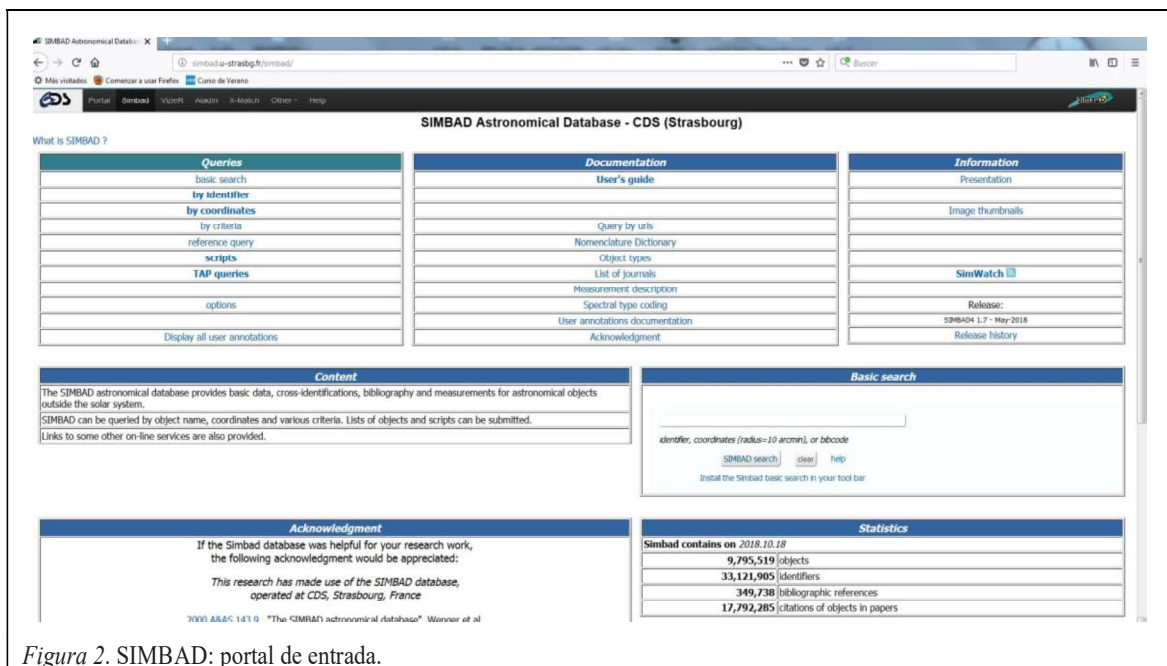 SIMBAD Astronomical Databa
simbad.u-strasbg.fr/simbad/
Buscar
Más visitados Comenzar a usar Firefox Curso de Verano
CDS Portal Simbad VizieR Aladin X-Match Other Help
SIMBAD Astronomical Database - CDS (Strasbourg)
What is SIMBAD ?
Queries
basic search
by identifier
by coordinates
by criteria
reference query
scripts
TAP queries
options
Display all user annotations
Documentation
User's guide
Query by urls
Nomenclature Dictionary
Object types
List of journals
Measurement description
Spectral type coding
User annotations documentation
Acknowledgment
Information
Presentation
Image thumbnails
SimWatch
Release:
SIMBAD4 1.7 - May-2018
Release history
Content
The SIMBAD astronomical database provides basic data, cross-identifications, bibliography and measurements for astronomical objects
outside the solar system.
SIMBAD can be queried by object name, coordinates and various criteria. Lists of objects and scripts can be submitted.
Links to some other on-line services are also provided.
Basic search
identifier, coordinates (radius=10 arcmin), or bibcode
SIMBAD search clear help
Install the Simbad basic search in your tool bar
Acknowledgment
If the Simbad database was helpful for your research work,
the following acknowledgment would be appreciated:
This research has made use of the SIMBAD database,
operated at CDS, Strasbourg, France
2000,A&AS,143,9 , "The SIMBAD astronomical database", Wenger et al.
Statistics
Simbad contains on 2018.10.18
9,795,519 objects
33,121,905 identifiers
349,738 bibliographic references
17,792,285 citations of objects in papers
Figura 2. SIMBAD: portal de entrada.